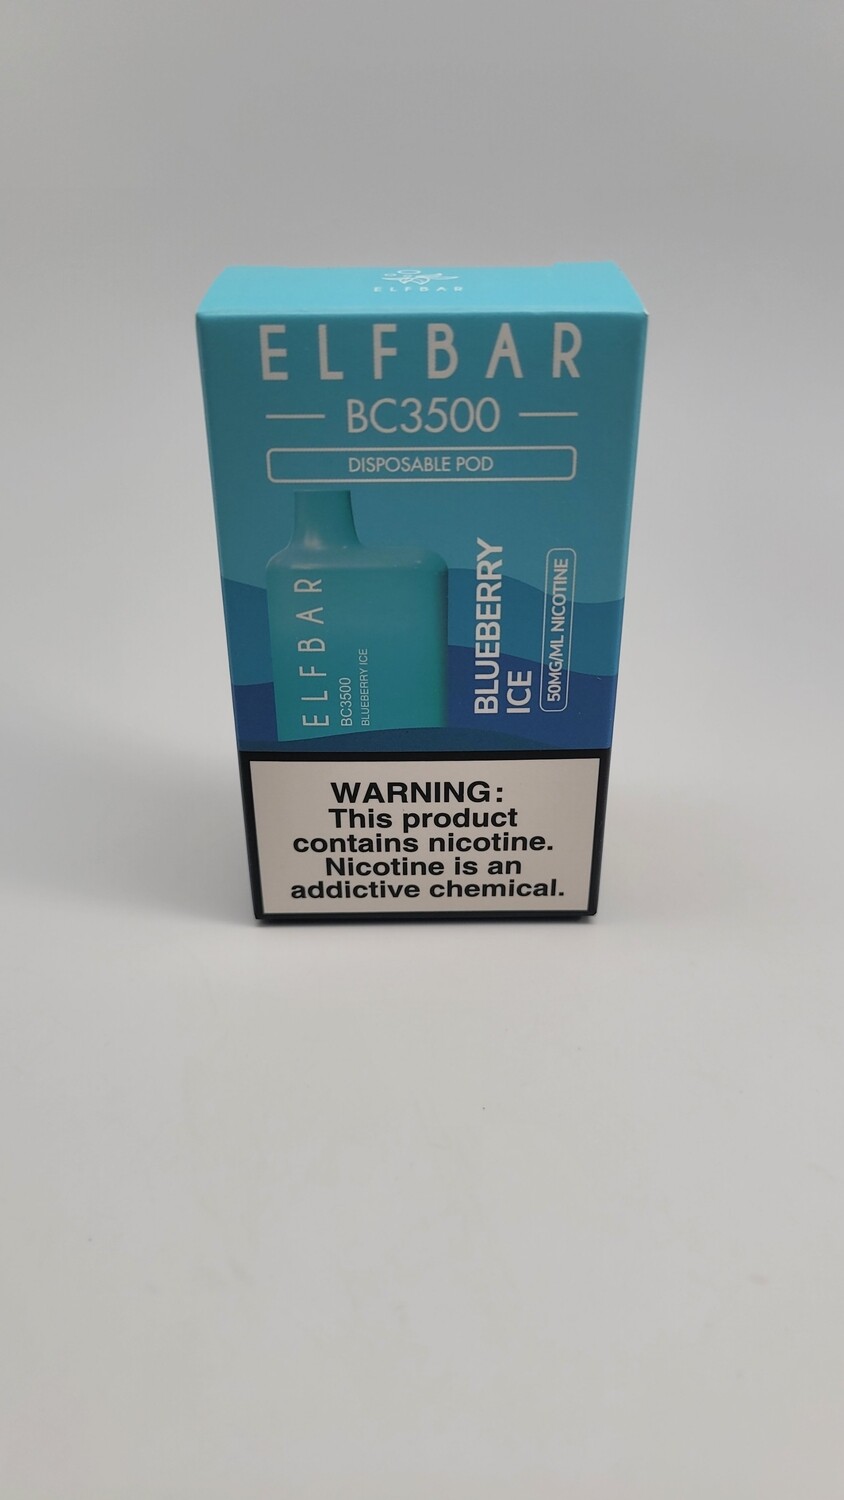 ELFBAR
ELFBAR
BC3500
DISPOSABLE POD
ELFBAR
BC3500
BLUEBERRY ICE
BLUEBERRY
ICE
50MG/ML NICOTINE
WARNING:
This product
contains nicotine.
Nicotine is an
addictive chemical.